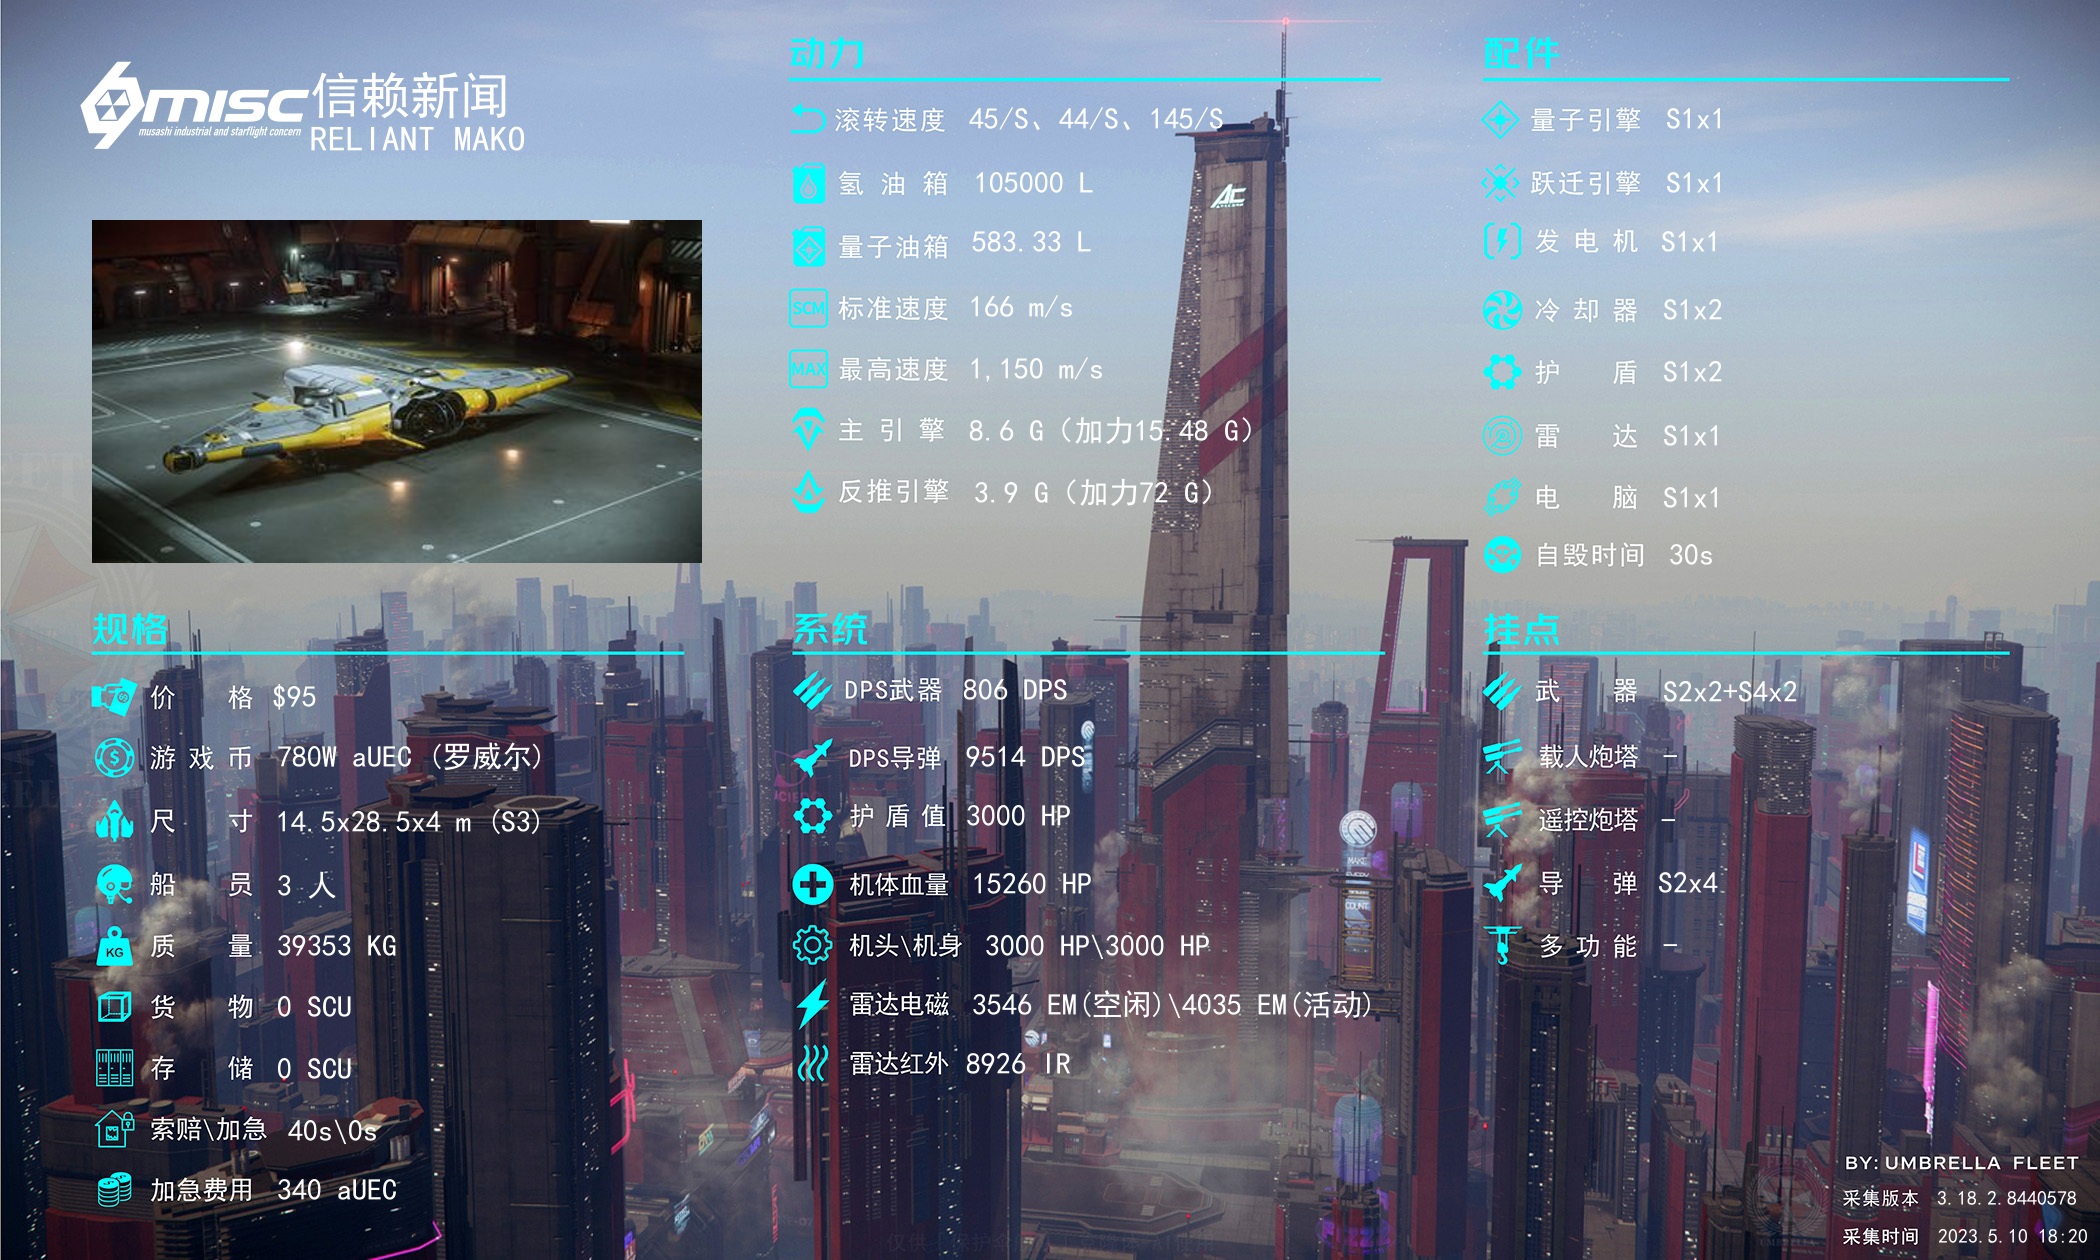 misc
musashi industrial and starflight concern
信赖新闻
RELIANT MAKO
动力
滚转速度 45/S、44/S、145/S
氢油箱 105000 L
量子油箱 583.33 L
SCM 标准速度 166 m/s
MAX 最高速度 1,150 m/s
主引擎 8.6 G（加力15.48 G）
反推引擎 3.9 G（加力72 G）
配件
量子引擎 S1x1
跃迁引擎 S1x1
发电机 S1x1
冷却器 S1x2
护盾 S1x2
雷达 S1x1
电脑 S1x1
自毁时间 30s
规格
价格 $95
游戏币 780W aUEC (罗威尔)
尺寸 14.5x28.5x4 m (S3)
船员 3 人
KG 质量 39353 KG
货物 0 SCU
存储 0 SCU
索赔\加急 40s\0s
加急费用 340 aUEC
系统
DPS武器 806 DPS
DPS导弹 9514 DPS
护盾值 3000 HP
机体血量 15260 HP
机头\机身 3000 HP\3000 HP
雷达电磁 3546 EM(空闲)\4035 EM(活动)
雷达红外 8926 IR
挂点
武器 S2x2+S4x2
载人炮塔 -
遥控炮塔 -
导弹 S2x4
多功能 -
AC
MAKE
EVERY
COUNT
BY: UMBRELLA FLEET
采集版本 3.18.2.8440578
采集时间 2023.5.10 18:20